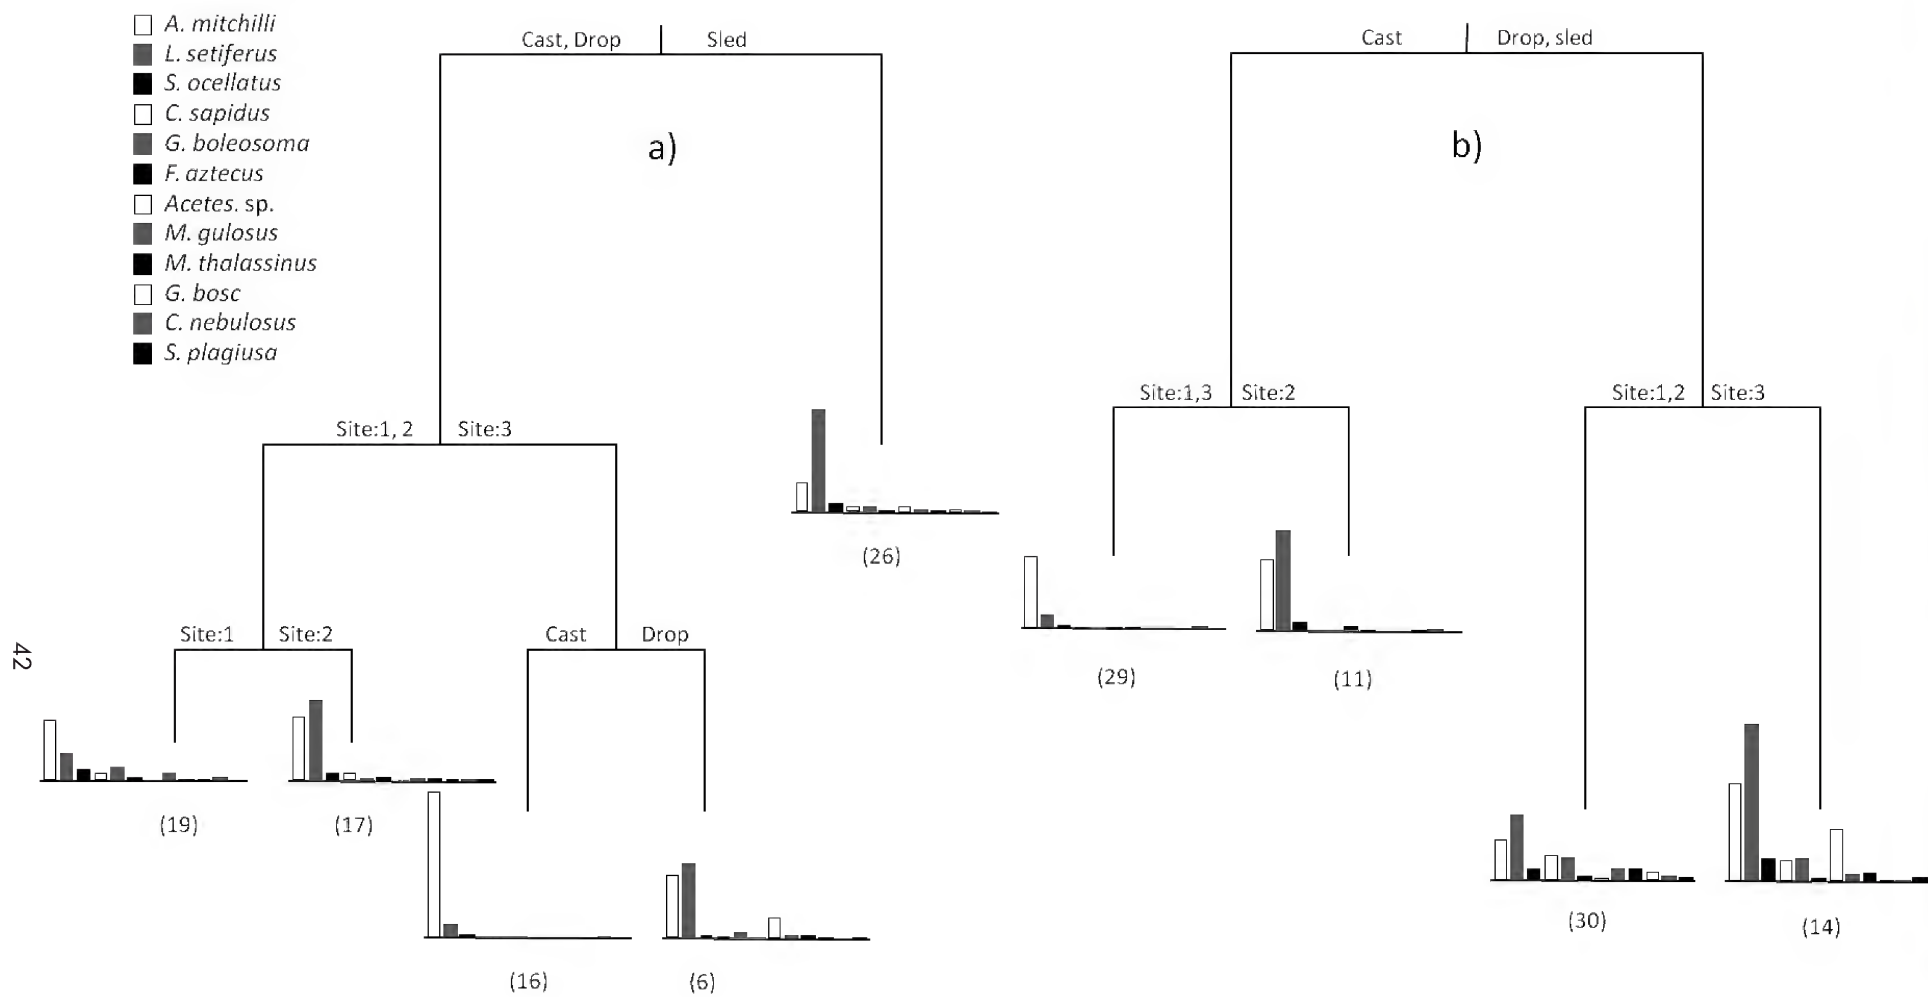 A. mitchilli
L. setiferus
S. ocellatus
C. sapidus
G. boleosoma
F. aztecus
Acetes. sp.
M. gulosus
M. thalassinus
G. bosc
C. nebulosus
S. plagiusa
Cast, Drop
Sled
a)
Site:1, 2
Site:3
(26)
Site:1
Site:2
Cast
Drop
(19)
(17)
(16)
(6)
Cast
Drop, sled
b)
Site:1,3
Site:2
Site:1,2
Site:3
(29)
(11)
(30)
(14)
42